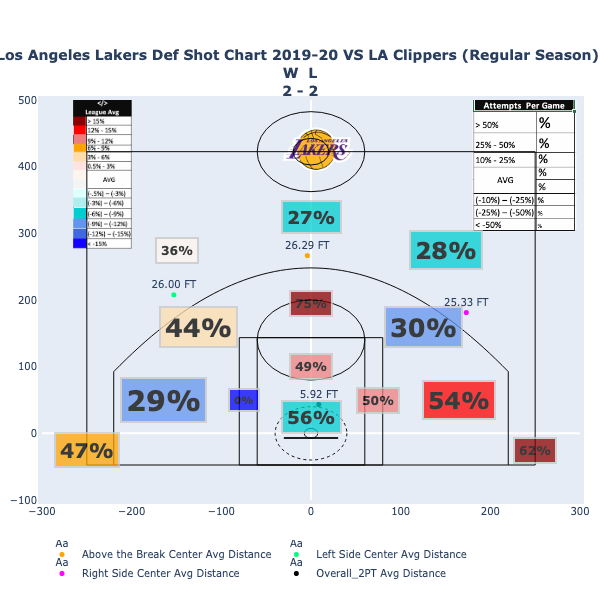 Los Angeles Lakers Def Shot Chart 2019-20 VS LA Clippers (Regular Season)
W L
2 - 2
</>
League Avg
> 15%
12% - 15%
9% - 12%
6% - 9%
3% - 6%
0.5% - 3%
AVG
(-.5%) – (-3%)
(-3%) – (-6%)
(-6%) – (-9%)
(-9%) – (-12%)
(-12%) – (-15%)
< -15%
Attempts Per Game
> 50% %
25% - 50% %
10% - 25% %
AVG %
%
(-10%) – (-25%) %
(-25%) – (-50%) %
< -50% %
LOS ANGELES
LAKERS
500
400
300
200
100
0
−100
27%
26.29 FT
36%
28%
26.00 FT
25.33 FT
75%
44%
30%
49%
5.92 FT
29%
0%
50%
54%
56%
47%
62%
−300
−200
−100
0
100
200
300
Aa Above the Break Center Avg Distance
Aa Left Side Center Avg Distance
Aa Right Side Center Avg Distance
Aa Overall_2PT Avg Distance